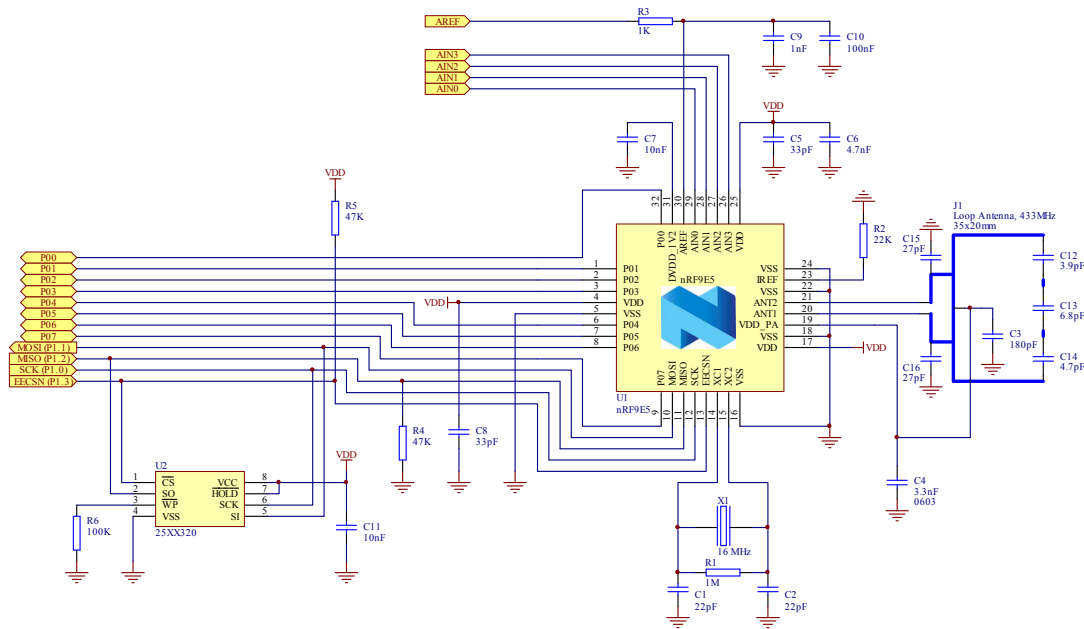 AREF
R3
1K
C9
1nF
C10
100nF
AIN3
AIN2
AIN1
AIN0
VDD
C7
10nF
C5
33pF
C6
4.7nF
VDD
R5
47K
32 31 30 29 28 27 26 25
P00 DVDD_1V2 AREF AIN0 AIN1 AIN2 AIN3 VDD
R2
22K
J1
Loop Antenna, 433MHz
35x20mm
C15
27pF
C12
3.9pF
C13
6.8pF
C14
4.7pF
C3
180pF
C16
27pF
P00
P01
P02
P03
P04
P05
P06
P07
MOSI (P1.1)
MISO (P1.2)
SCK (P1.0)
EECSN (P1.3)
VDD
1 P01
2 P02
3 P03
4 VDD
5 VSS
6 P04
7 P05
8 P06
nRF9E5
VSS 24
IREF 23
VSS 22
ANT2 21
ANT1 20
VDD_PA 19
VSS 18
VDD 17
VDD
P07 MOSI MISO SCK EECSN XC1 XC2 VSS
9 10 11 12 13 14 15 16
U1
nRF9E5
R4
47K
C8
33pF
C4
3.3nF
0603
VDD
U2
1 CS
2 SO
3 WP
4 VSS
VCC 8
HOLD 7
SCK 6
SI 5
25XX320
R6
100K
C11
10nF
X1
16 MHz
R1
1M
C1
22pF
C2
22pF